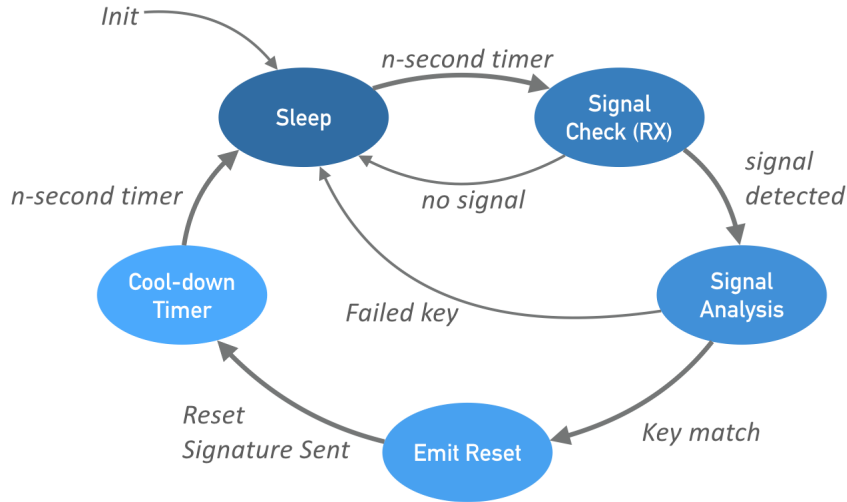 Init
n-second timer
Sleep
Signal
Check (RX)
signal
detected
no signal
n-second timer
Cool-down
Timer
Signal
Analysis
Failed key
Reset
Signature Sent
Key match
Emit Reset